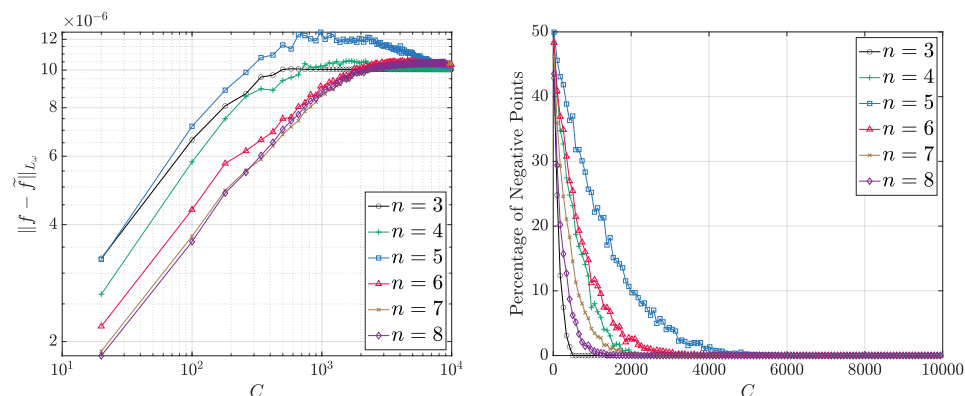 ×10⁻⁶
12
10
8
6
4
2
10¹
10²
10³
10⁴
C
||f − f̃||_{L_ω}
n = 3
n = 4
n = 5
n = 6
n = 7
n = 8
50
40
30
20
10
0
0
2000
4000
6000
8000
10000
C
Percentage of Negative Points
n = 3
n = 4
n = 5
n = 6
n = 7
n = 8